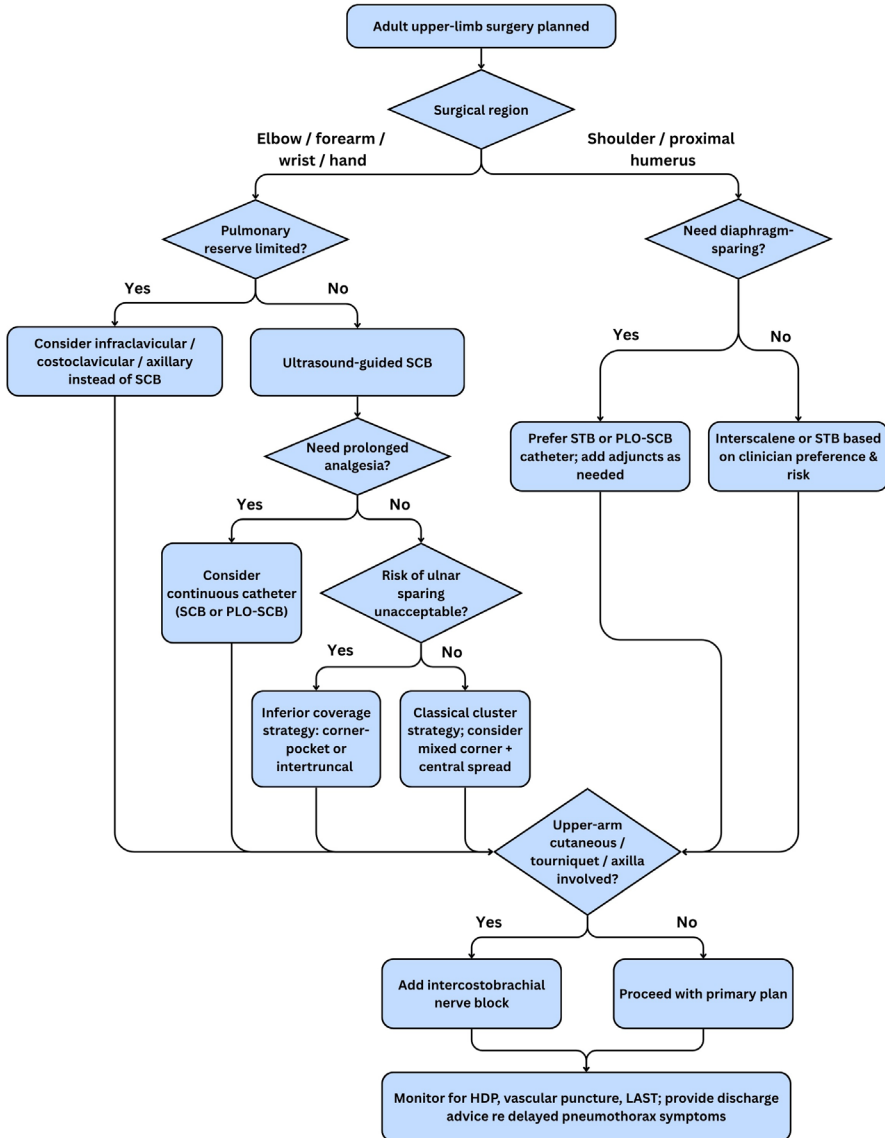 Adult upper-limb surgery planned
Surgical region
Elbow / forearm /
wrist / hand
Shoulder / proximal
humerus
Pulmonary
reserve limited?
Need diaphragm-
sparing?
Yes
No
Consider infraclavicular /
costoclavicular / axillary
instead of SCB
Ultrasound-guided SCB
Yes
No
Need prolonged
analgesia?
Prefer STB or PLO-SCB
catheter; add adjuncts as
needed
Interscalene or STB based
on clinician preference &
risk
Yes
No
Consider
continuous catheter
(SCB or PLO-SCB)
Risk of ulnar
sparing
unacceptable?
Yes
No
Inferior coverage
strategy: corner-
pocket or
intertruncal
Classical cluster
strategy; consider
mixed corner +
central spread
Upper-arm
cutaneous /
tourniquet / axilla
involved?
Yes
No
Add intercostobrachial
nerve block
Proceed with primary plan
Monitor for HDP, vascular puncture, LAST; provide discharge
advice re delayed pneumothorax symptoms